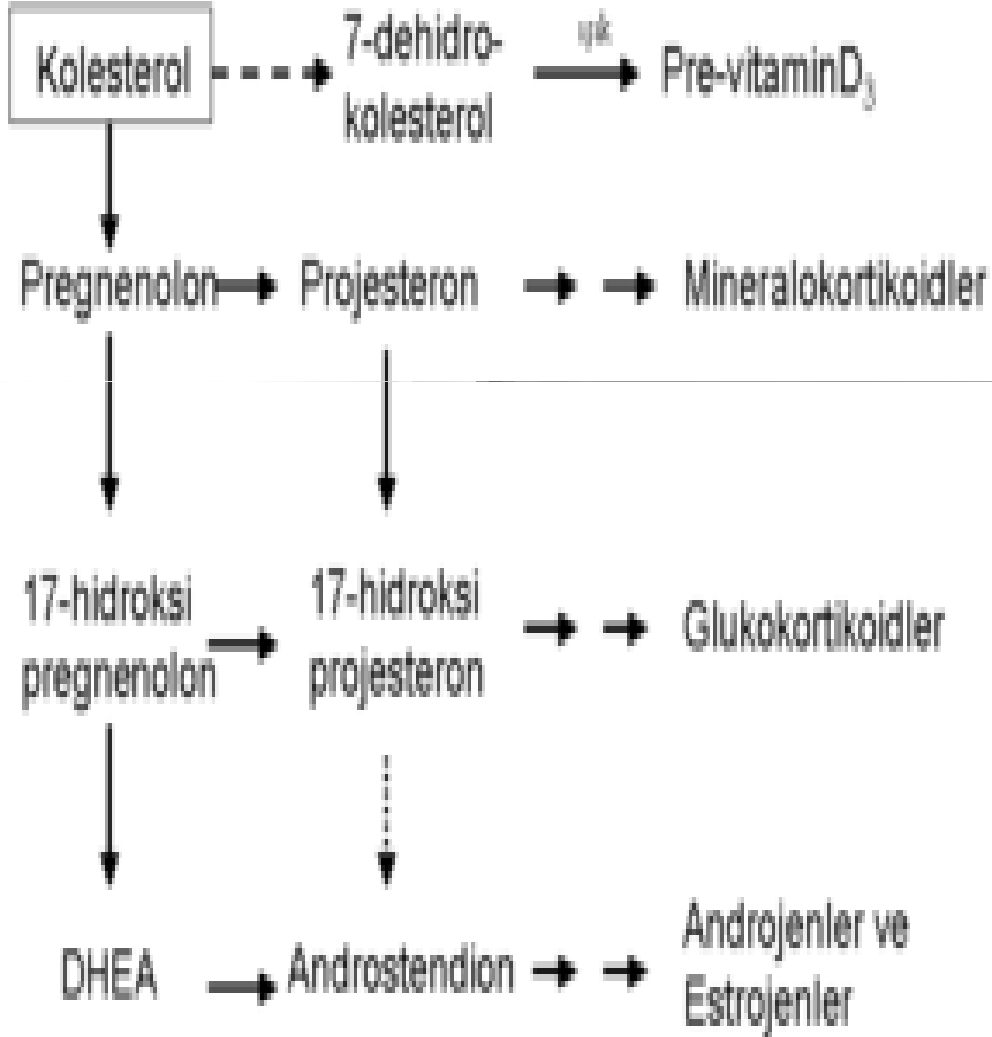 Kolesterol
7-dehidro-
kolesterol
ışık
Pre-vitaminD₃
Pregnenolon
Projesteron
Mineralokortikoidler
17-hidroksi
pregnenolon
17-hidroksi
projesteron
Glukokortikoidler
DHEA
Androstendion
Androjenler ve
Estrojenler